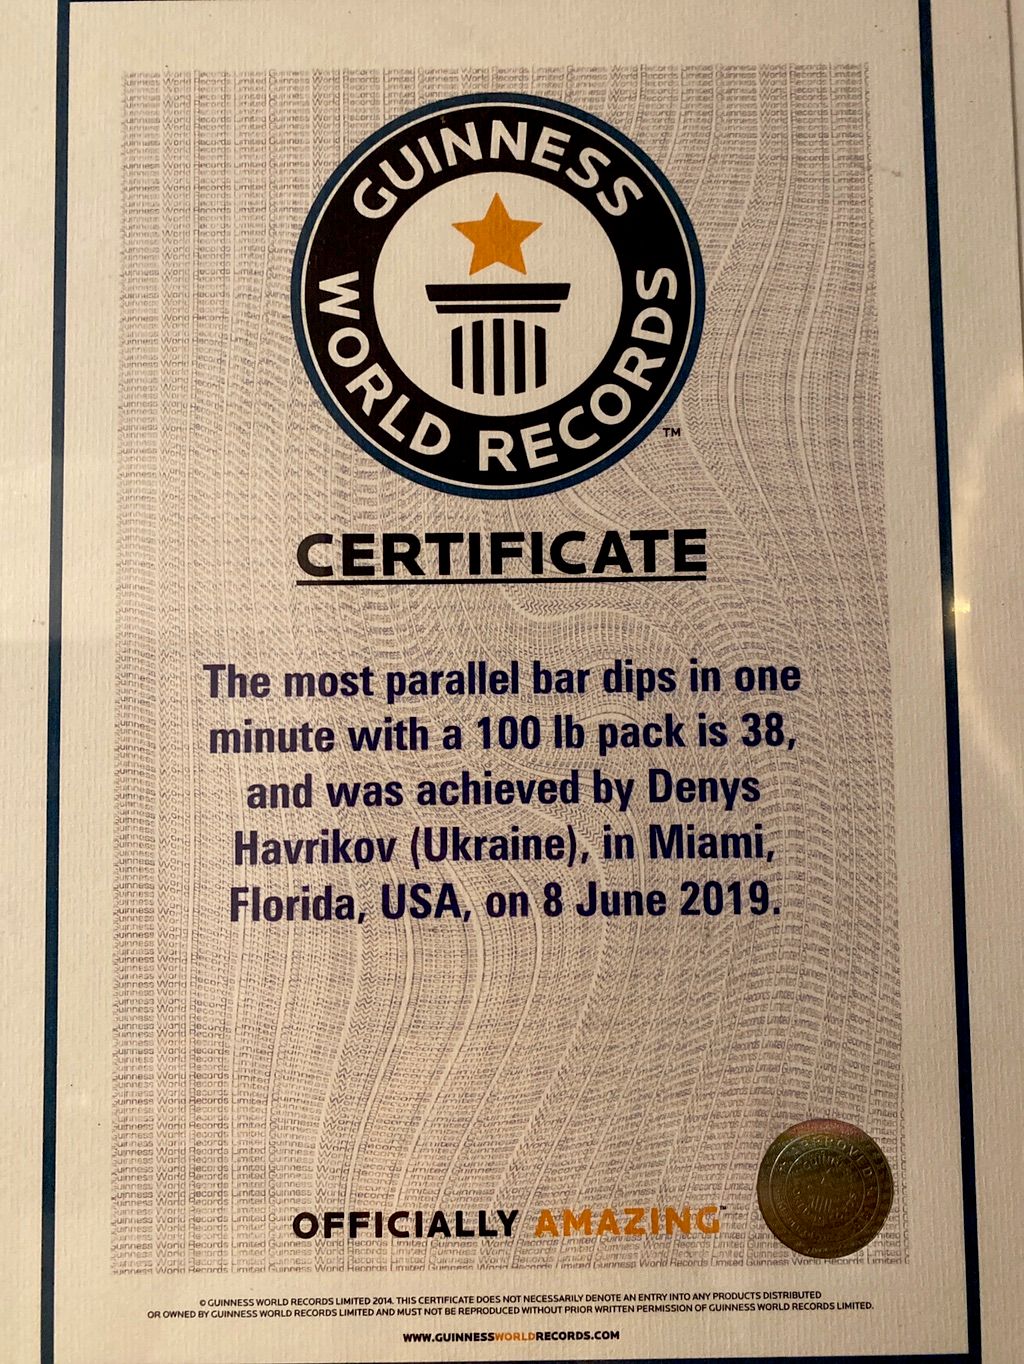 GUINNESS
WORLD RECORDS
TM
CERTIFICATE
The most parallel bar dips in one
minute with a 100 lb pack is 38,
and was achieved by Denys
Havrikov (Ukraine), in Miami,
Florida, USA, on 8 June 2019.
APPROVED
OFFICIALLY AMAZING™
© GUINNESS WORLD RECORDS LIMITED 2014. THIS CERTIFICATE DOES NOT NECESSARILY DENOTE AN ENTRY INTO ANY PRODUCTS DISTRIBUTED
OR OWNED BY GUINNESS WORLD RECORDS LIMITED AND MUST NOT BE REPRODUCED WITHOUT PRIOR WRITTEN PERMISSION OF GUINNESS WORLD RECORDS LIMITED.
WWW.GUINNESSWORLDRECORDS.COM